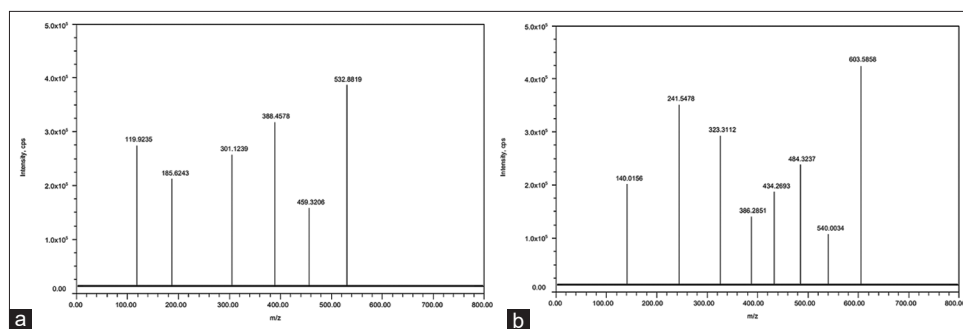 5.0x10⁵
4.0x10⁵
3.0x10⁵
2.0x10⁵
1.0x10⁵
0.00
Intensity, cps
119.9235
185.6243
301.1239
388.4578
459.3206
532.8819
0.00 100.00 200.00 300.00 400.00 500.00 600.00 700.00 800.00
m/z
a
5.0x10⁵
4.0x10⁵
3.0x10⁵
2.0x10⁵
1.0x10⁵
0.00
Intensity, cps
140.0156
241.5478
323.3112
386.2851
434.2693
484.3237
540.0034
603.5858
0.00 100.00 200.00 300.00 400.00 500.00 600.00 700.00 800.00
m/z
b